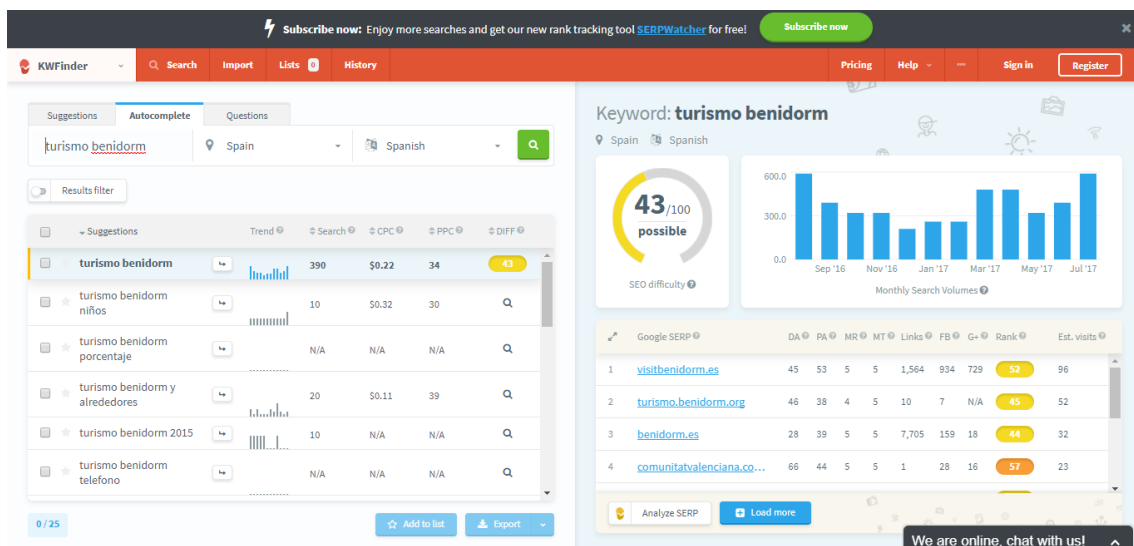 Subscribe now: Enjoy more searches and get our new rank tracking tool SERPWatcher for free! Subscribe now ×
KWFinder Search Import Lists 0 History Pricing Help Sign in Register
Suggestions Autocomplete Questions
turismo benidorm Spain Spanish
Results filter
Suggestions Trend Search CPC PPC DIFF
turismo benidorm 390 $0.22 34 43
turismo benidorm
niños 10 $0.32 30
turismo benidorm
porcentaje N/A N/A N/A
turismo benidorm y
alrededores 20 $0.11 39
turismo benidorm 2015 10 N/A N/A
turismo benidorm
telefono N/A N/A N/A
0 / 25 Add to list Export
Keyword: turismo benidorm
Spain Spanish
43/100
possible
SEO difficulty
600.0
300.0
0.0
Sep '16 Nov '16 Jan '17 Mar '17 May '17 Jul '17
Monthly Search Volumes
Google SERP DA PA MR MT Links FB G+ Rank Est. visits
1 visitbenidorm.es 45 53 5 5 1,564 934 729 52 96
2 turismo.benidorm.org 46 38 4 5 10 7 N/A 45 52
3 benidorm.es 28 39 5 5 7,705 159 18 44 32
4 comunitatvalenciana.co... 66 44 5 5 1 28 16 57 23
Analyze SERP Load more
We are online, chat with us!